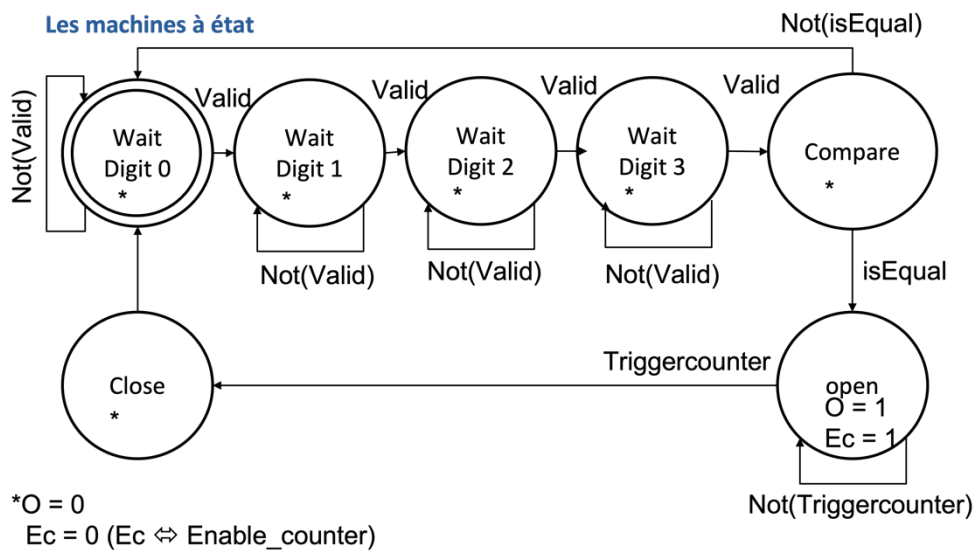 Les machines à état
Not(isEqual)
Not(Valid)
Valid
Valid
Valid
Valid
Wait
Digit 0
*
Wait
Digit 1
*
Wait
Digit 2
*
Wait
Digit 3
*
Compare
*
Not(Valid)
Not(Valid)
Not(Valid)
isEqual
Triggercounter
Close
*
open
O = 1
Ec = 1
Not(Triggercounter)
*O = 0
Ec = 0 (Ec ⇔ Enable_counter)